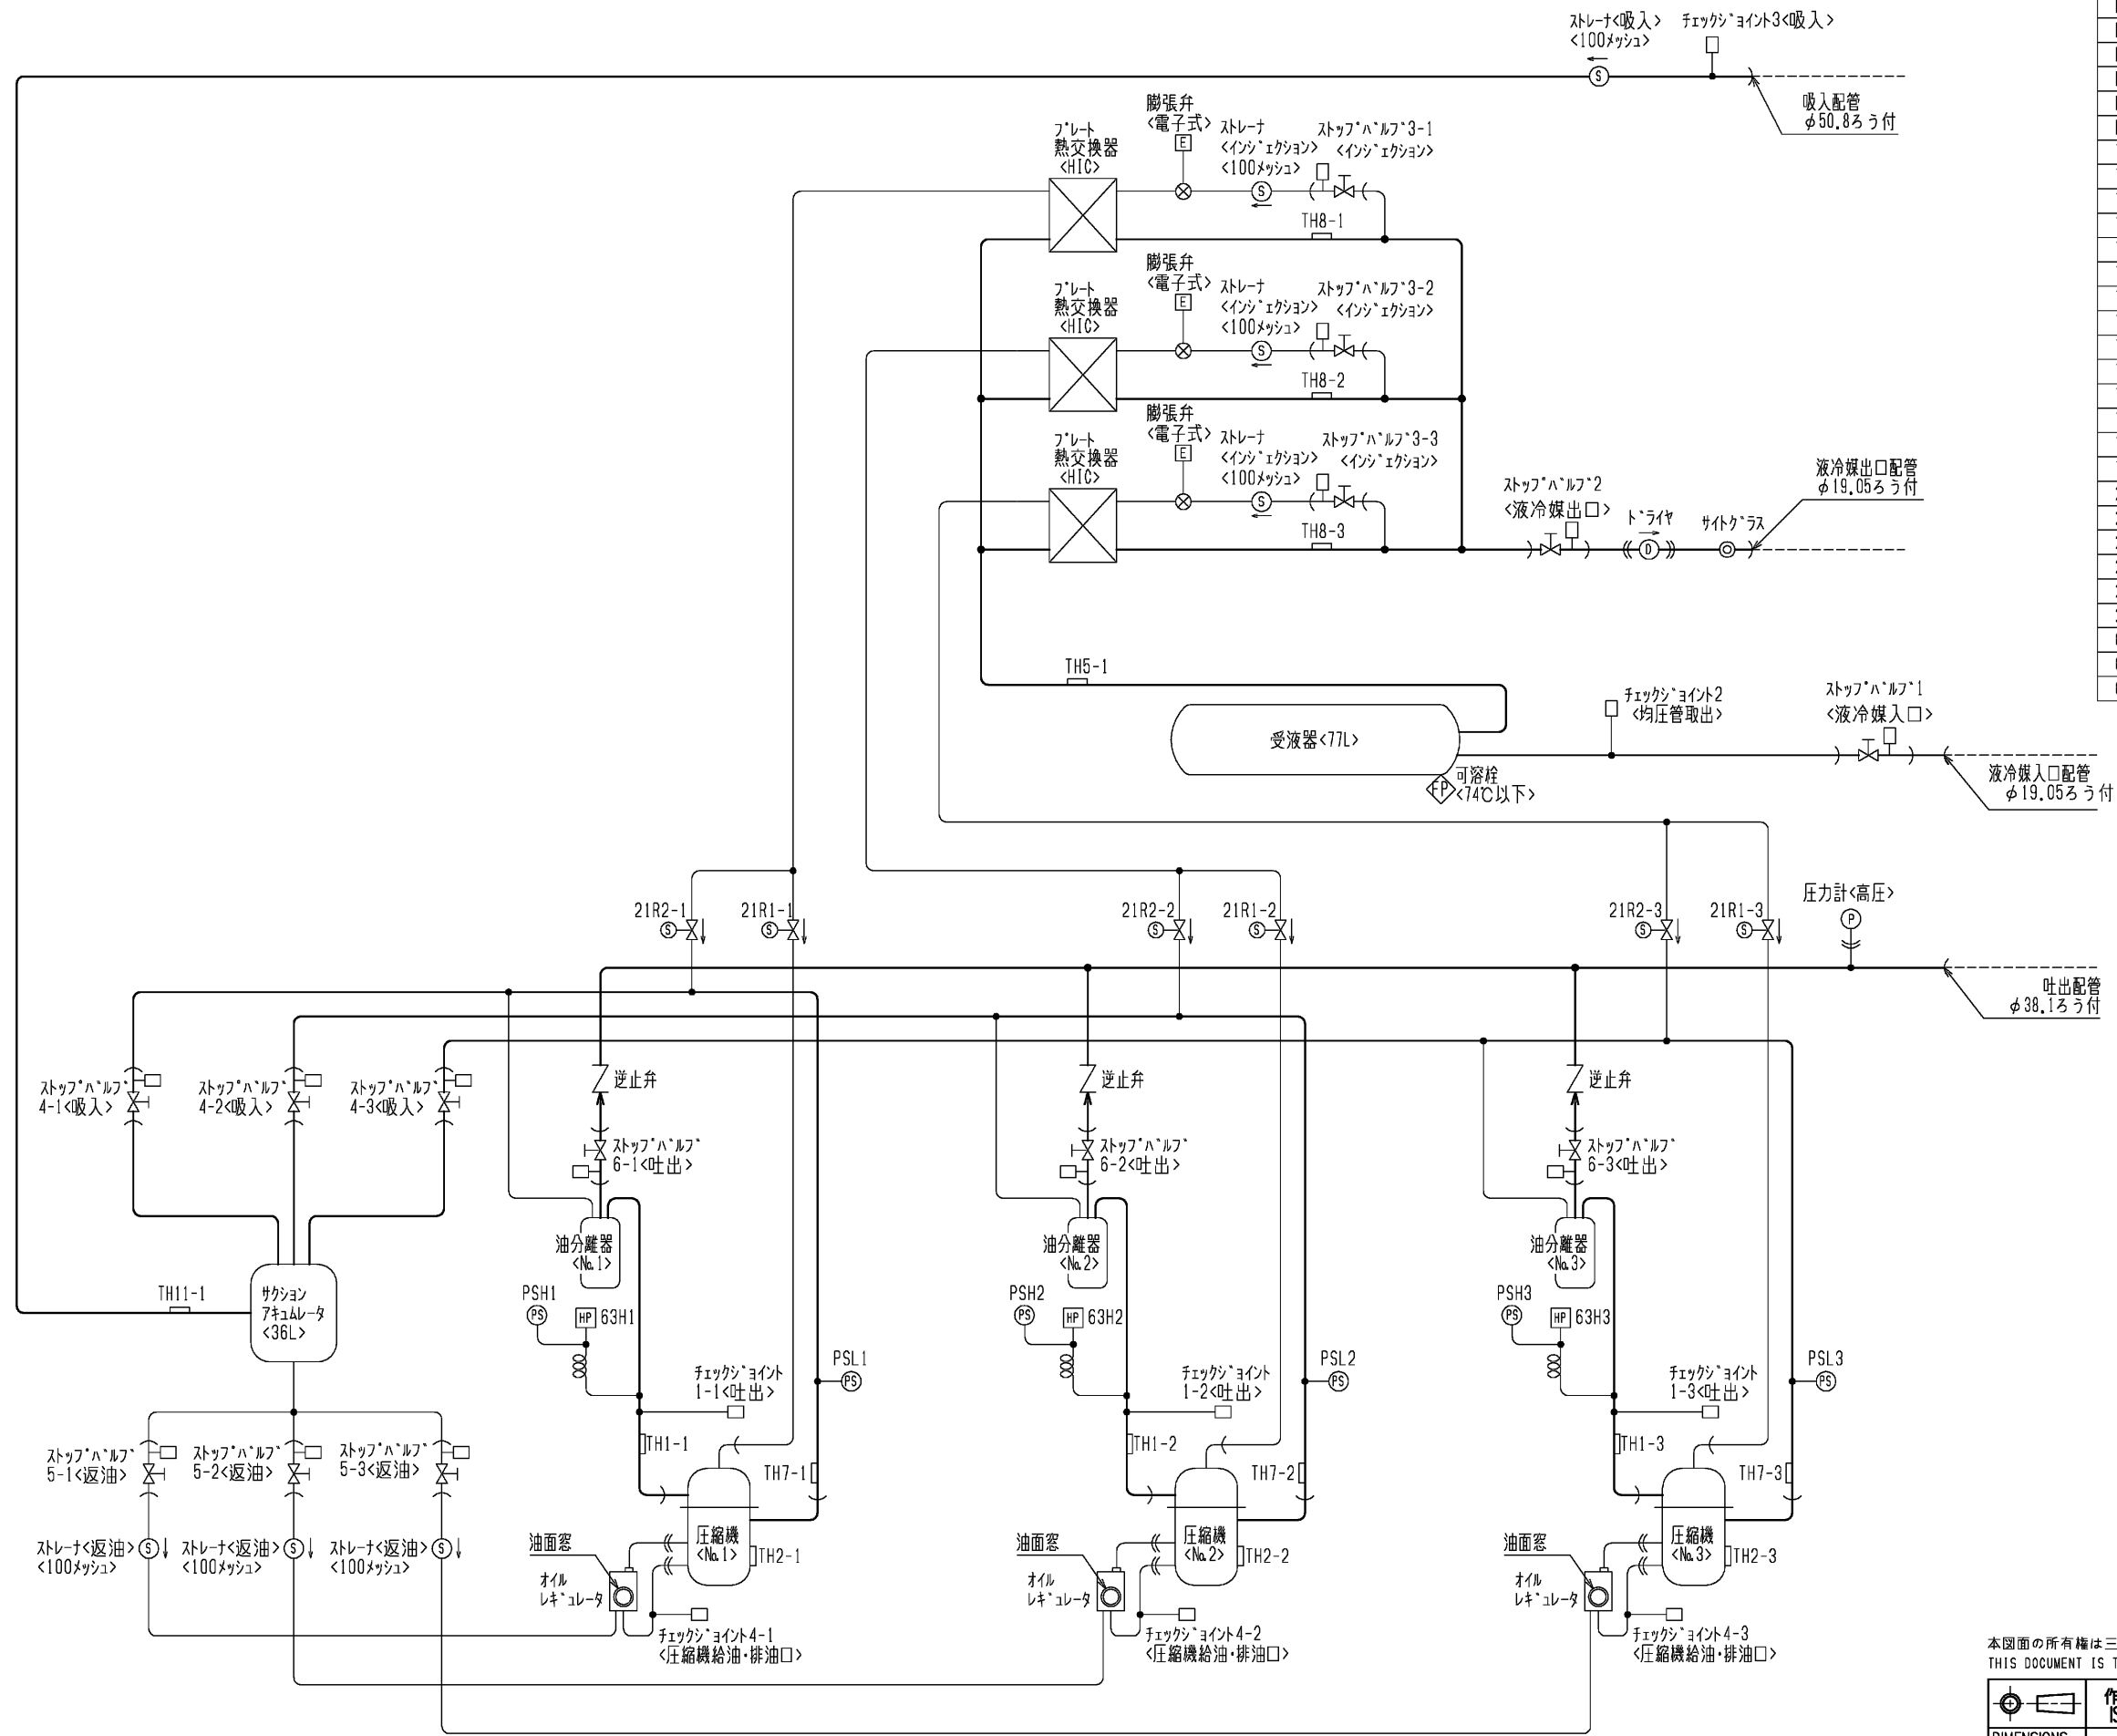 ストレーナ<吸入>
<100メッシュ>
チェックジョイント3<吸入>
吸入配管
φ50.8ろう付
プレート
熱交換器
<HIC>
膨張弁
<電子式>
E
ストレーナ
<インジェクション>
<100メッシュ>
ストップバルブ3-1
<インジェクション>
S
S
TH8-1
プレート
熱交換器
<HIC>
膨張弁
<電子式>
E
ストレーナ
<インジェクション>
<100メッシュ>
ストップバルブ3-2
<インジェクション>
S
TH8-2
プレート
熱交換器
<HIC>
膨張弁
<電子式>
E
ストレーナ
<インジェクション>
<100メッシュ>
ストップバルブ3-3
<インジェクション>
S
TH8-3
ストップバルブ2
<液冷媒出口>
ドライヤ
D
サイトグラス
液冷媒出口配管
φ19.05ろう付
TH5-1
受液器<77L>
FP
可溶栓
<74℃以下>
チェックジョイント2
<均圧管取出>
ストップバルブ1
<液冷媒入口>
液冷媒入口配管
φ19.05ろう付
21R2-1
S
21R1-1
S
21R2-2
S
21R1-2
S
21R2-3
S
21R1-3
S
圧力計<高圧>
P
吐出配管
φ38.1ろう付
ストップバルブ
4-1<吸入>
ストップバルブ
4-2<吸入>
ストップバルブ
4-3<吸入>
逆止弁
逆止弁
逆止弁
ストップバルブ
6-1<吐出>
ストップバルブ
6-2<吐出>
ストップバルブ
6-3<吐出>
油分離器
<No.1>
油分離器
<No.2>
油分離器
<No.3>
TH11-1
サクション
アキュムレータ
<36L>
PSH1
PS
HP
63H1
PSH2
PS
HP
63H2
PSH3
PS
HP
63H3
チェックジョイント
1-1<吐出>
PSL1
PS
チェックジョイント
1-2<吐出>
PSL2
PS
チェックジョイント
1-3<吐出>
PSL3
PS
ストップバルブ
5-1<返油>
ストップバルブ
5-2<返油>
ストップバルブ
5-3<返油>
TH1-1
TH7-1
TH1-2
TH7-2
TH1-3
TH7-3
ストレーナ<返油>
<100メッシュ>
S
ストレーナ<返油>
<100メッシュ>
S
ストレーナ<返油>
<100メッシュ>
S
油面窓
圧縮機
<No.1>
TH2-1
油面窓
圧縮機
<No.2>
TH2-2
油面窓
圧縮機
<No.3>
TH2-3
オイル
レギュレータ
オイル
レギュレータ
オイル
レギュレータ
チェックジョイント4-1
<圧縮機給油・排油口>
チェックジョイント4-2
<圧縮機給油・排油口>
チェックジョイント4-3
<圧縮機給油・排油口>
本図面の所有権は三
THIS DOCUMENT IS T
作
DIMENSIONS